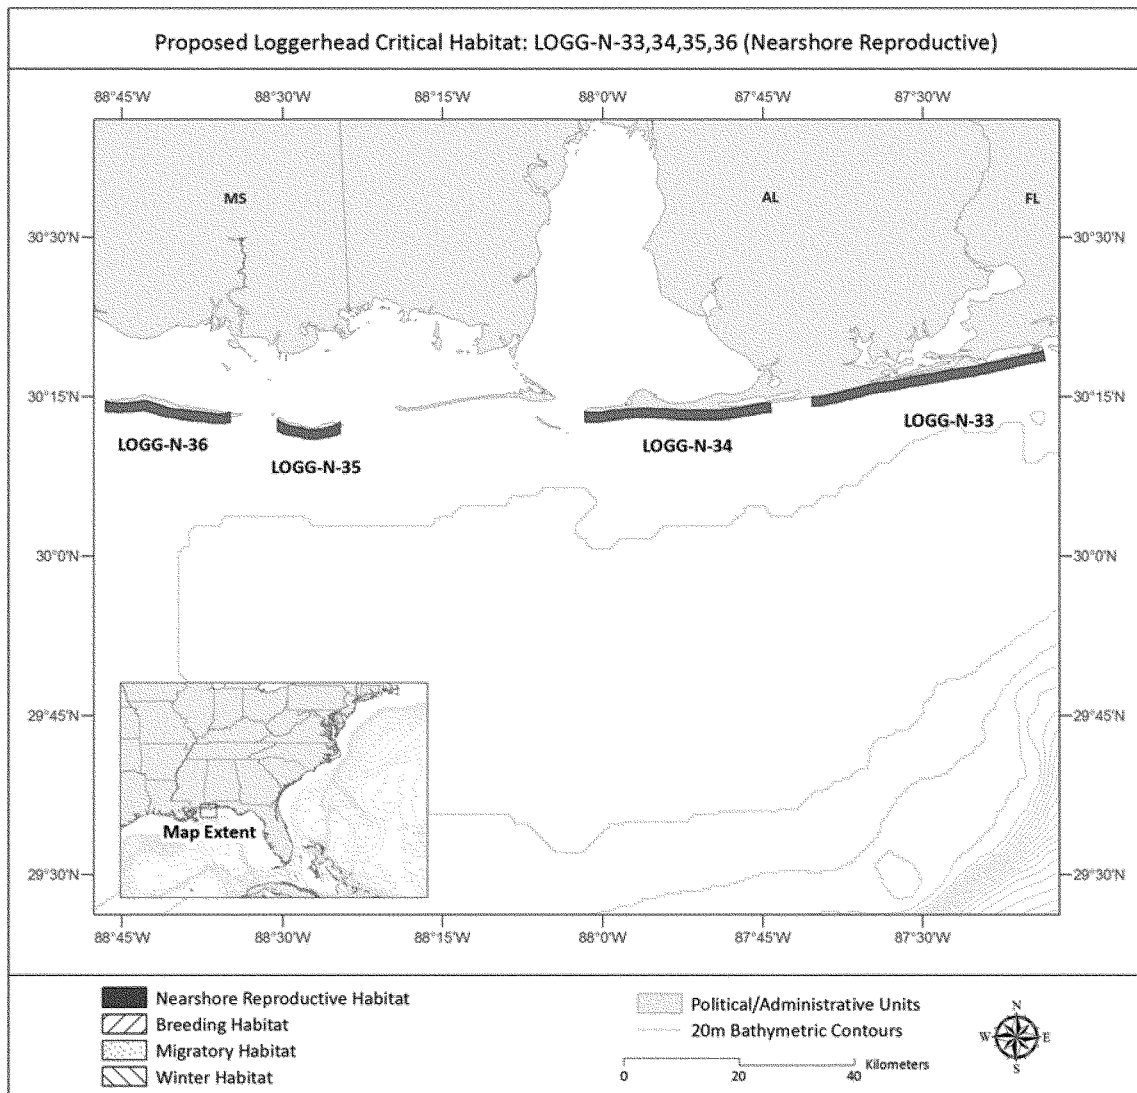 Proposed Loggerhead Critical Habitat: LOGG-N-33,34,35,36 (Nearshore Reproductive)
88°45'W 88°30'W 88°15'W 88°0'W 87°45'W 87°30'W
MS AL FL
30°30'N 30°30'N
30°15'N 30°15'N
LOGG-N-36 LOGG-N-35 LOGG-N-34 LOGG-N-33
30°0'N 30°0'N
29°45'N 29°45'N
Map Extent
29°30'N 29°30'N
88°45'W 88°30'W 88°15'W 88°0'W 87°45'W 87°30'W
Nearshore Reproductive Habitat
Breeding Habitat
Migratory Habitat
Winter Habitat
Political/Administrative Units
20m Bathymetric Contours
Kilometers
0 20 40
N
W E
S